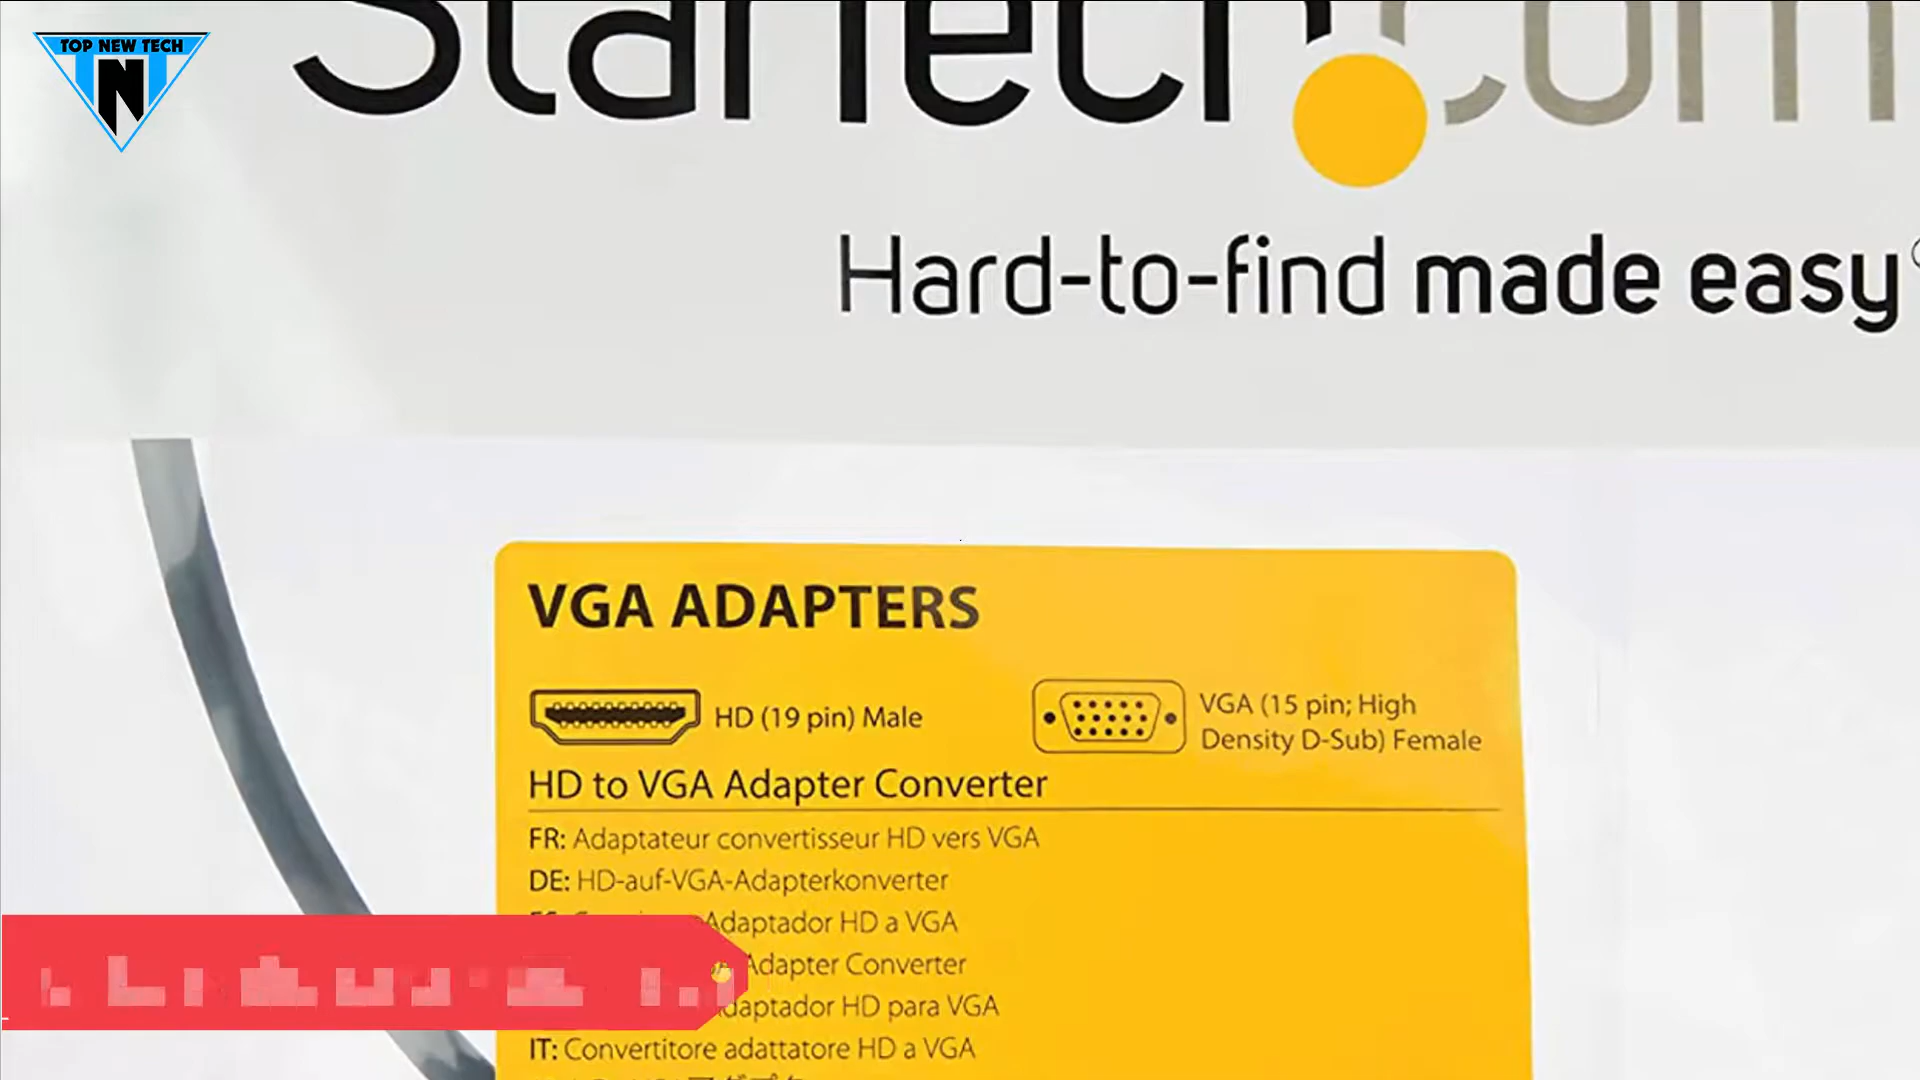 TOP NEW TECH
N
StarTech.com
Hard-to-find made easy
VGA ADAPTERS
HD (19 pin) Male
VGA (15 pin; High
Density D-Sub) Female
HD to VGA Adapter Converter
FR: Adaptateur convertisseur HD vers VGA
DE: HD-auf-VGA-Adapterkonverter
Adaptador HD a VGA
Adapter Converter
HD para VGA
IT: Convertitore adattatore HD a VGA